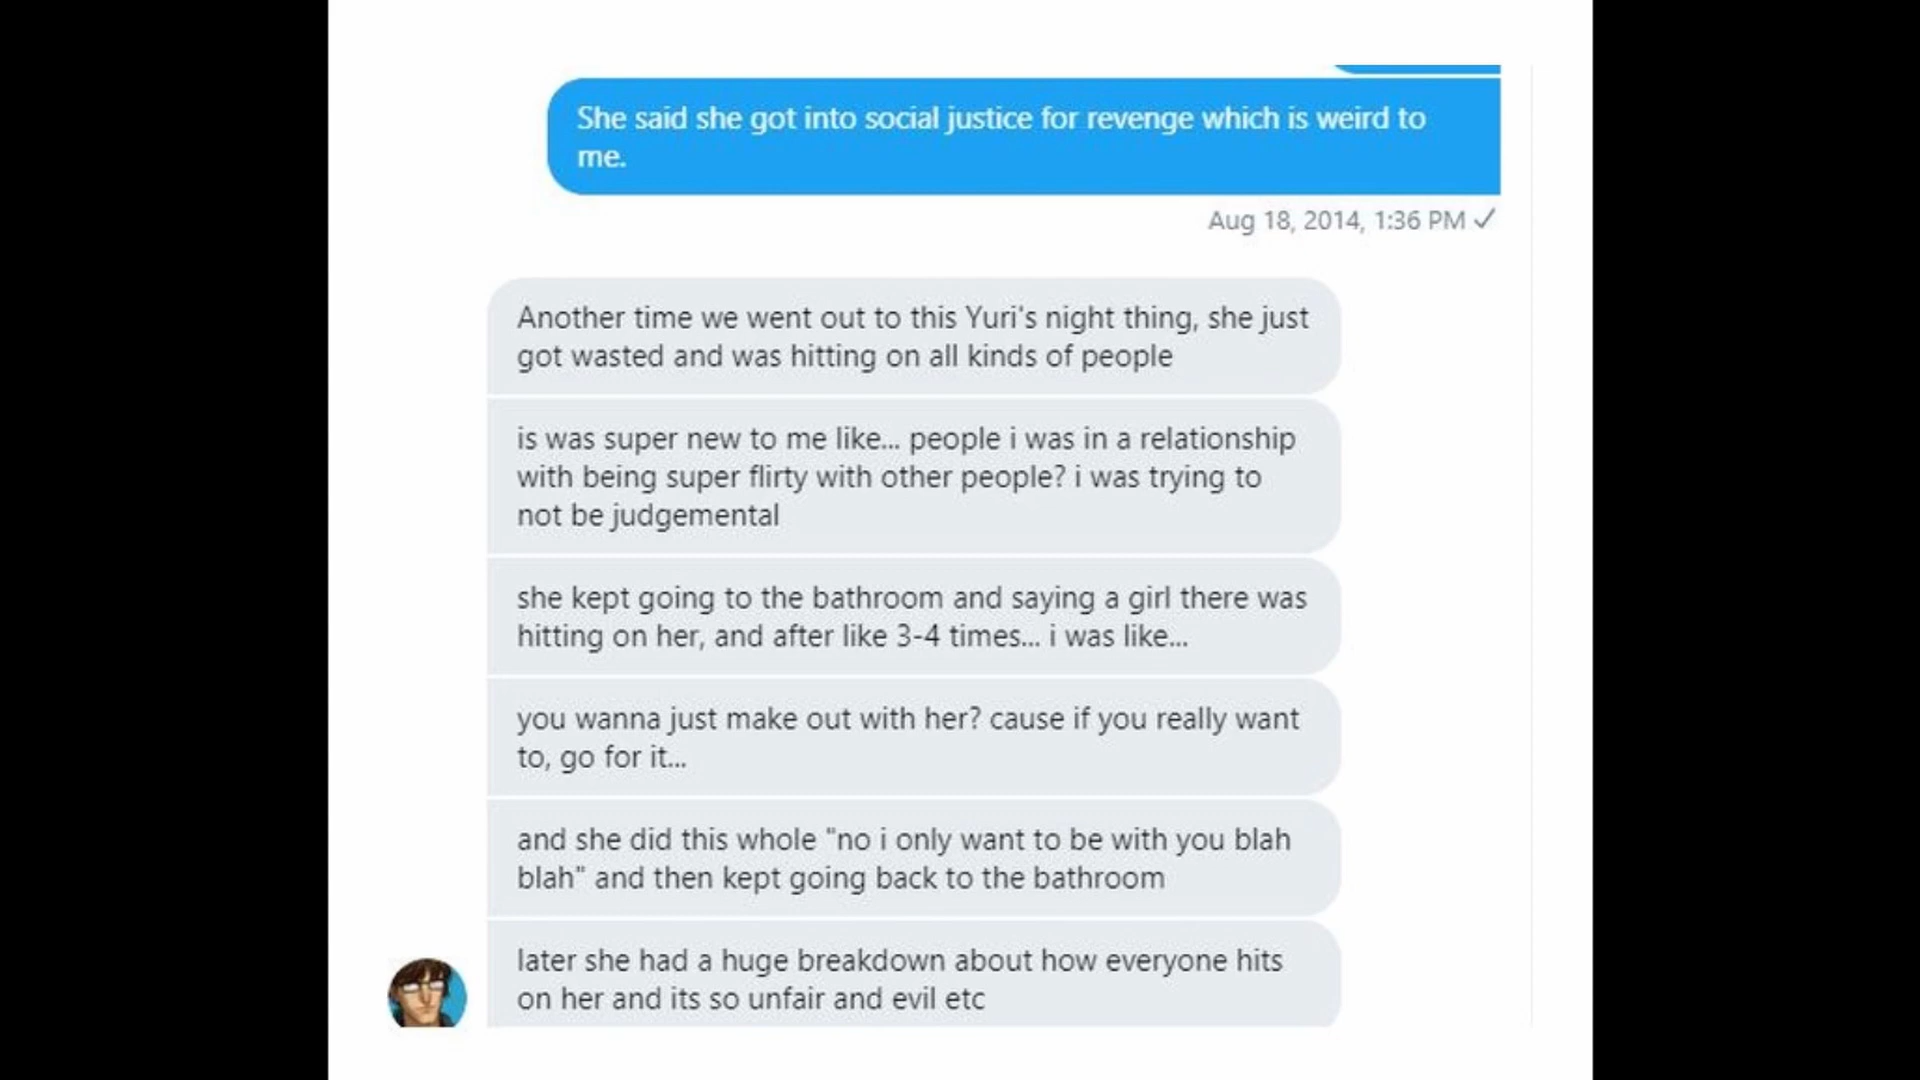 She said she got into social justice for revenge which is weird to
me.
Aug 18, 2014, 1:36 PM ✓
Another time we went out to this Yuri's night thing, she just
got wasted and was hitting on all kinds of people
is was super new to me like... people i was in a relationship
with being super flirty with other people? i was trying to
not be judgemental
she kept going to the bathroom and saying a girl there was
hitting on her, and after like 3-4 times... i was like...
you wanna just make out with her? cause if you really want
to, go for it...
and she did this whole "no i only want to be with you blah
blah" and then kept going back to the bathroom
later she had a huge breakdown about how everyone hits
on her and its so unfair and evil etc